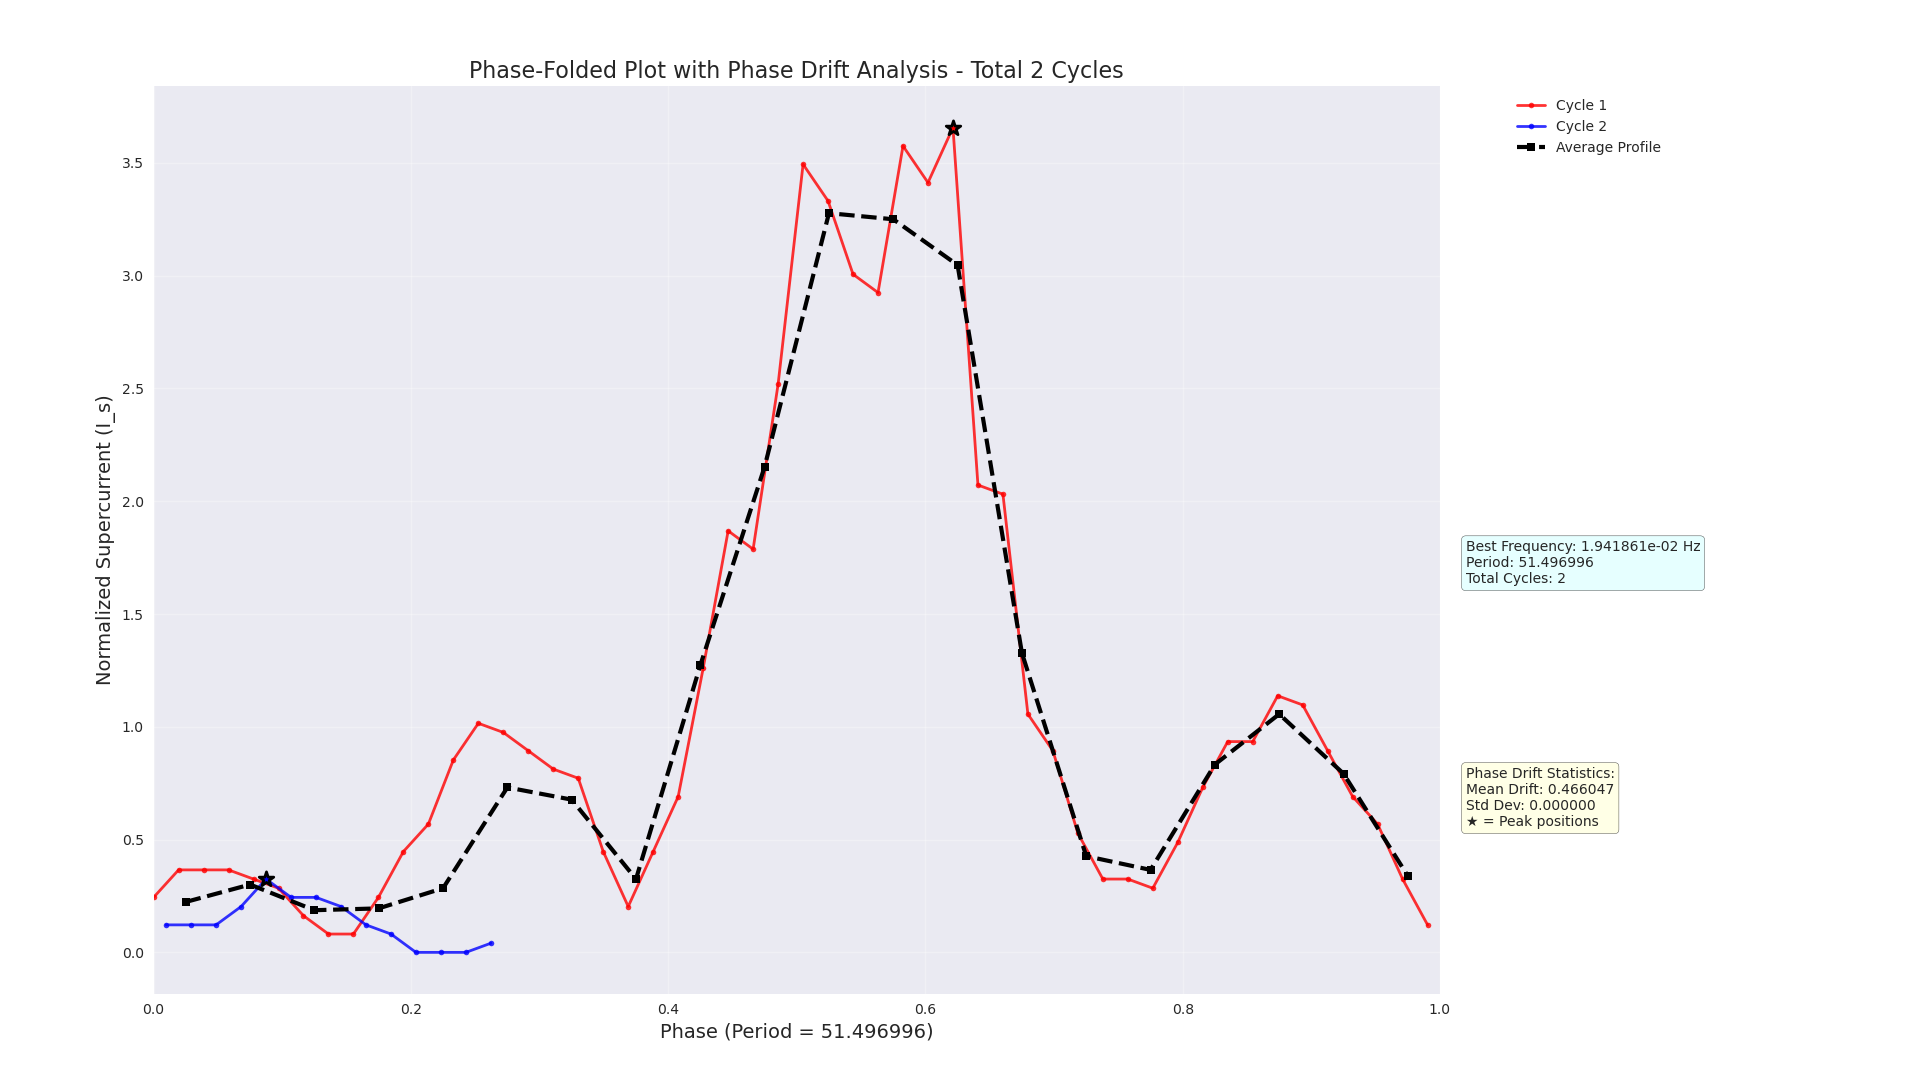 Phase-Folded Plot with Phase Drift Analysis - Total 2 Cycles
Cycle 1
Cycle 2
Average Profile
Normalized Supercurrent (I_s)
3.5
3.0
2.5
2.0
1.5
1.0
0.5
0.0
0.0
0.2
0.4
0.6
0.8
1.0
Phase (Period = 51.496996)
Best Frequency: 1.941861e-02 Hz
Period: 51.496996
Total Cycles: 2
Phase Drift Statistics:
Mean Drift: 0.466047
Std Dev: 0.000000
★ = Peak positions